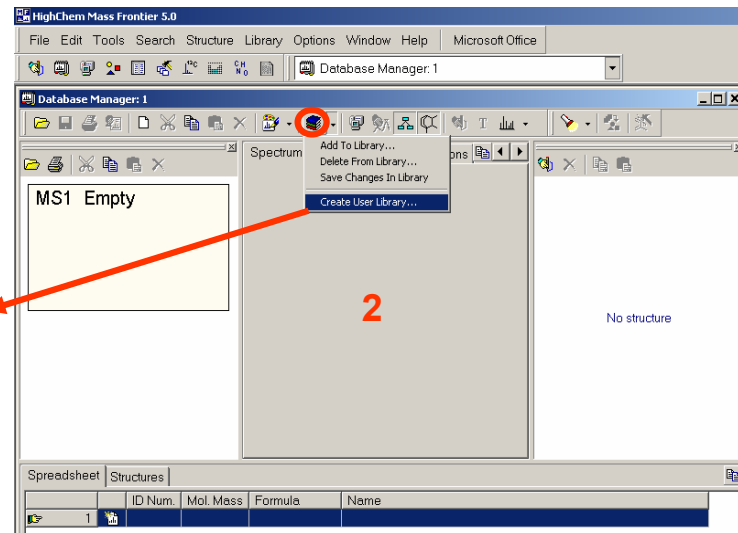 HighChem Mass Frontier 5.0
File Edit Tools Search Structure Library Options Window Help Microsoft Office
Database Manager: 1
Database Manager: 1
Spectrum
ons
Add To Library...
Delete From Library...
Save Changes In Library
Create User Library...
MS1 Empty
2
No structure
Spreadsheet Structures
ID Num. Mol. Mass Formula Name
1